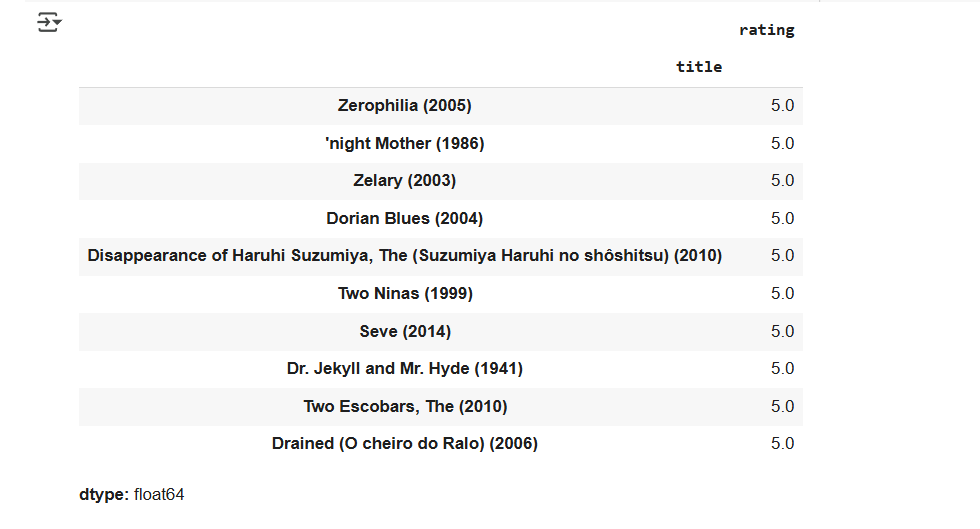 rating
title
Zerophilia (2005) 5.0
'night Mother (1986) 5.0
Zelary (2003) 5.0
Dorian Blues (2004) 5.0
Disappearance of Haruhi Suzumiya, The (Suzumiya Haruhi no shôshitsu) (2010) 5.0
Two Ninas (1999) 5.0
Seve (2014) 5.0
Dr. Jekyll and Mr. Hyde (1941) 5.0
Two Escobars, The (2010) 5.0
Drained (O cheiro do Ralo) (2006) 5.0
dtype: float64